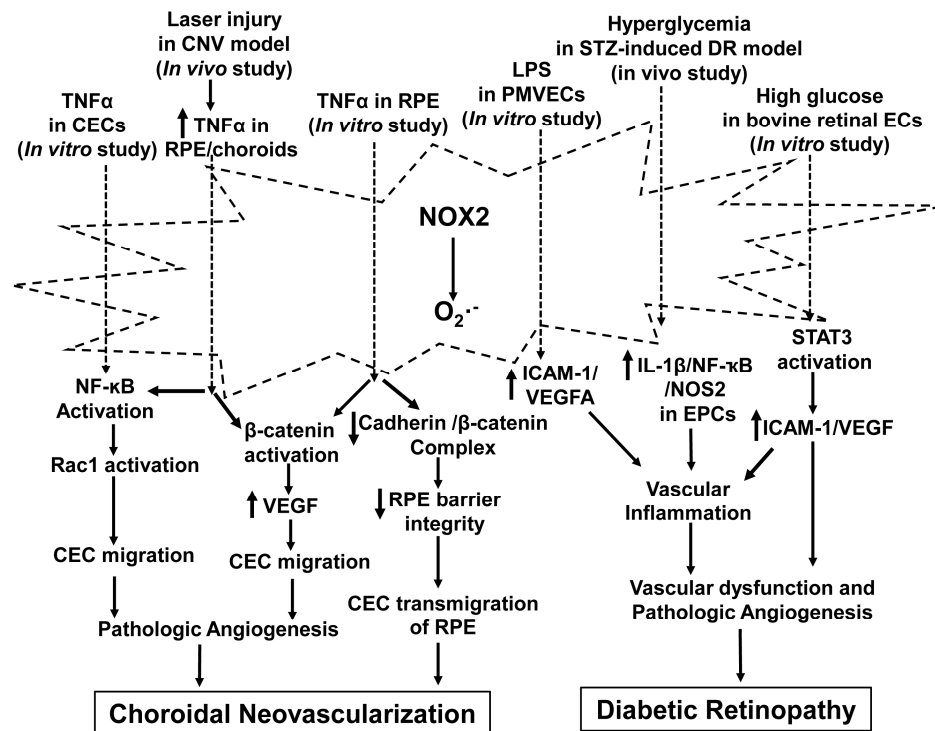 Laser injury
in CNV model
(In vivo study)
TNFα in
RPE/choroids
TNFα
in CECs
(In vitro study)
TNFα in RPE
(In vitro study)
LPS
in PMVECs
(In vitro study)
Hyperglycemia
in STZ-induced DR model
(in vivo study)
High glucose
in bovine retinal ECs
(In vitro study)
NOX2
O₂·-
NF-κB
Activation
Rac1 activation
CEC migration
β-catenin
activation
VEGF
CEC migration
Pathologic Angiogenesis
Cadherin /β-catenin
Complex
RPE barrier
integrity
CEC transmigration
of RPE
Choroidal Neovascularization
ICAM-1/
VEGFA
IL-1β/NF-κB
/NOS2
in EPCs
STAT3
activation
ICAM-1/VEGF
Vascular
Inflammation
Vascular dysfunction and
Pathologic Angiogenesis
Diabetic Retinopathy